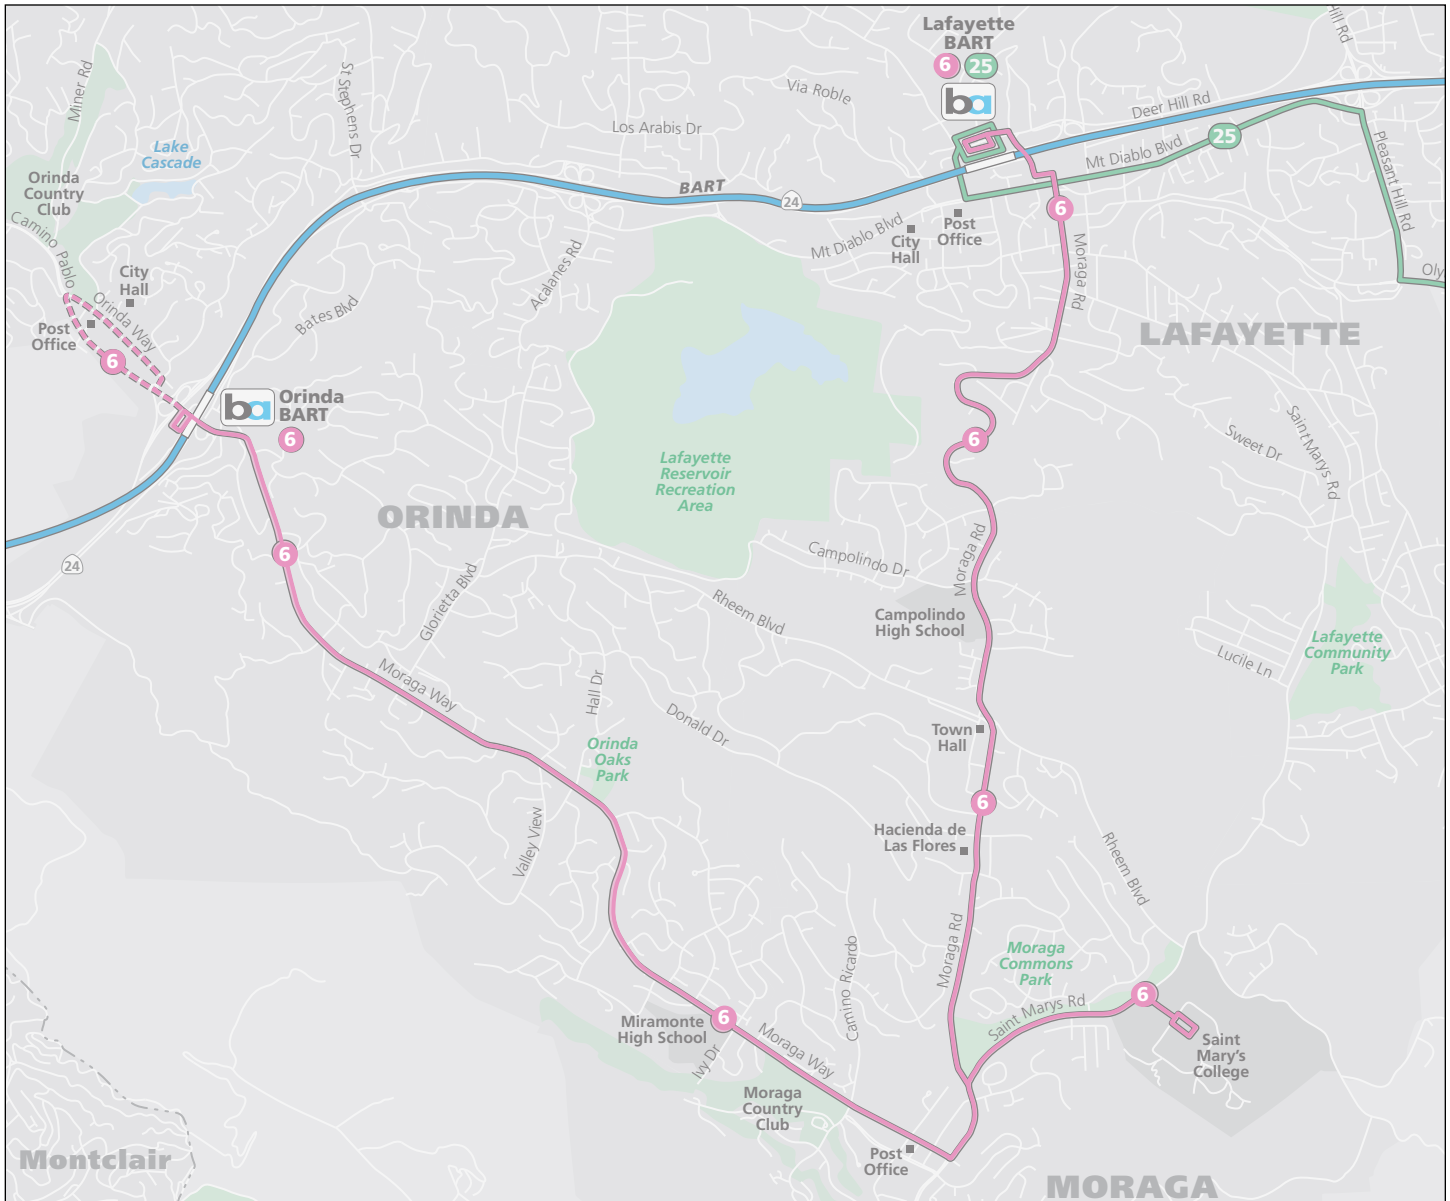 Lafayette
BART
6 25
ba
Hill Rd
Miner Rd
St Stephens Dr
Via Roble
Deer Hill Rd
Los Arabis Dr
25
Mt Diablo Blvd
Pleasant Hill Rd
Lake
Cascade
Orinda
Country
Club
BART
24
6
Camino Pablo
Mt Diablo Blvd
City
Hall
Post
Office
Moraga Rd
Oly
City
Hall
Acalanes Rd
Orinda Way
Post
Office
Bates Blvd
LAFAYETTE
6
ba
Orinda
BART
6
6
Sweet Dr
Saint Marys Rd
Lafayette
Reservoir
Recreation
Area
ORINDA
6
24
Campolindo Dr
Moraga Rd
Glorietta Blvd
Rheem Blvd
Campolindo
High School
Lafayette
Community
Park
Lucile Ln
Moraga Way
Hall Dr
Donald Dr
Town
Hall
Orinda
Oaks
Park
6
Valley View
Hacienda de
Las Flores
Rheem Blvd
Camino Ricardo
Moraga Rd
Moraga
Commons
Park
6
Saint Marys Rd
Miramonte
High School
6
Moraga Way
Ivy Dr
Saint
Mary's
College
Moraga
Country
Club
Post
Office
Montclair
MORAGA